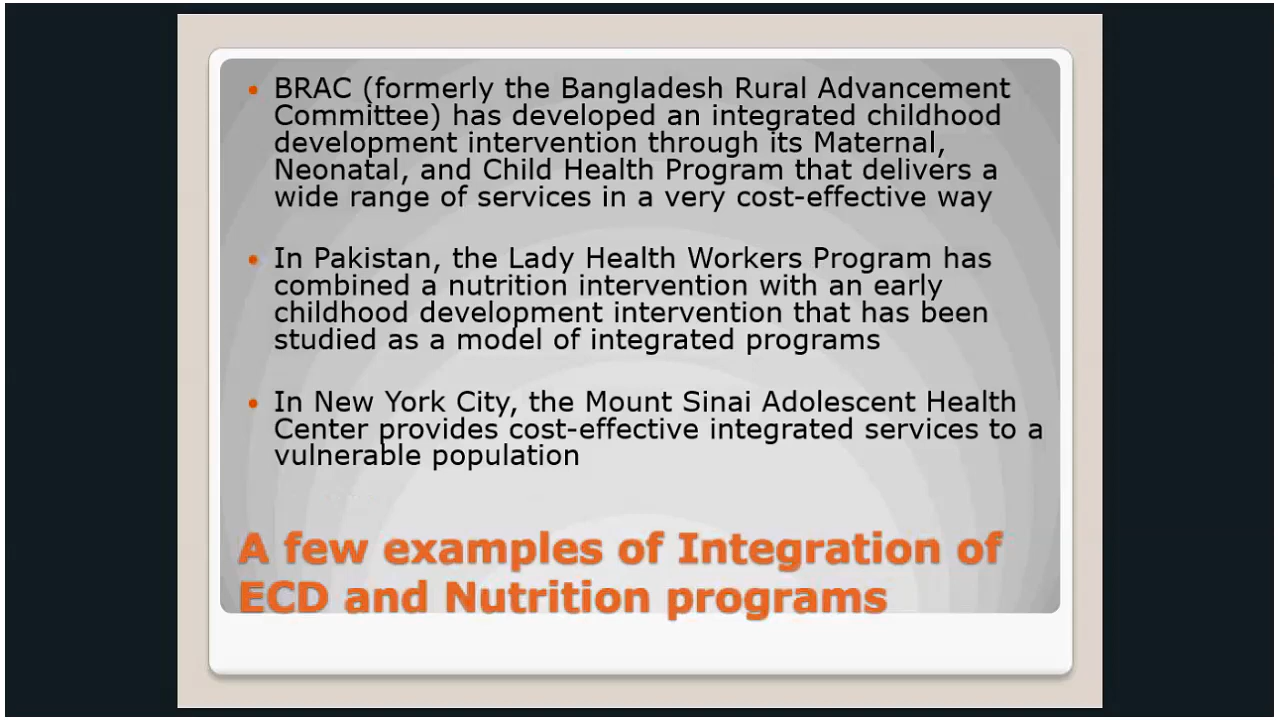 BRAC (formerly the Bangladesh Rural Advancement
Committee) has developed an integrated childhood
development intervention through its Maternal,
Neonatal, and Child Health Program that delivers a
wide range of services in a very cost-effective way
In Pakistan, the Lady Health Workers Program has
combined a nutrition intervention with an early
childhood development intervention that has been
studied as a model of integrated programs
In New York City, the Mount Sinai Adolescent Health
Center provides cost-effective integrated services to a
vulnerable population
A few examples of Integration of
ECD and Nutrition programs